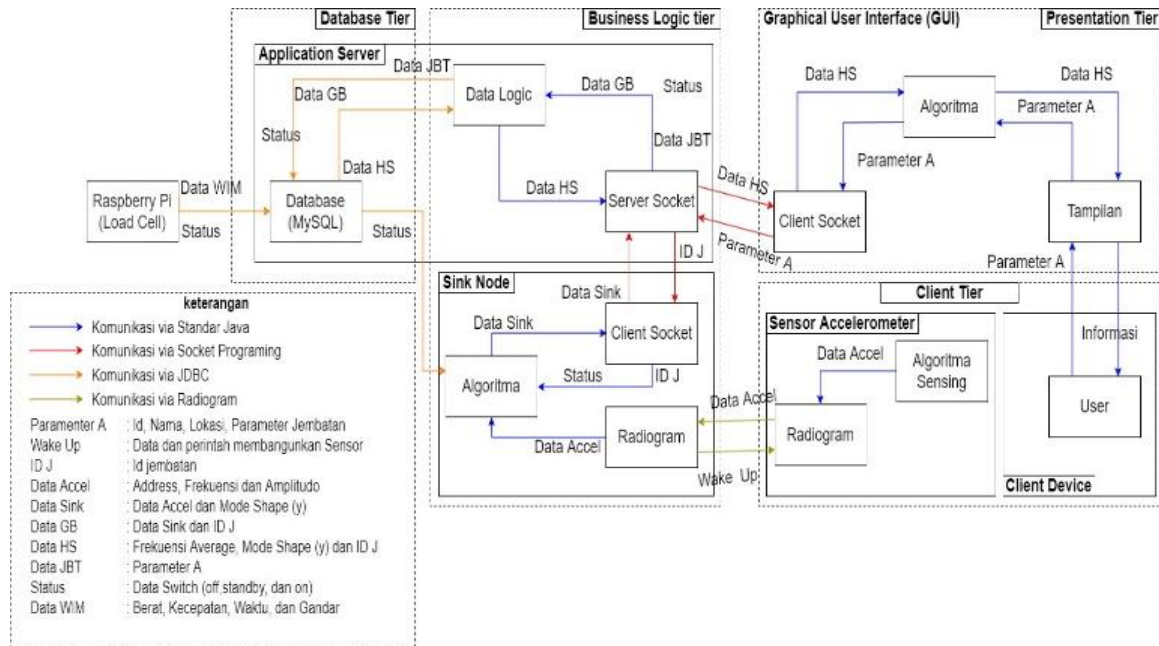 Database Tier
Business Logic tier
Graphical User Interface (GUI)
Presentation Tier
Application Server
Data JBT
Data GB
Data Logic
Data GB
Status
Status
Data HS
Data JBT
Data HS
Algoritma
Data HS
Parameter A
Parameter A
Raspberry Pi
(Load Cell)
Data WIM
Status
Database
(MySQL)
Status
Data HS
Server Socket
Data HS
Parameter A
Client Socket
Tampilan
ID J
Parameter A
Sink Node
Data Sink
Data Sink
Client Socket
Status
ID J
Algoritma
Data Accel
Radiogram
Data Accel
Wake Up
Client Tier
Sensor Accelerometer
Data Accel
Algoritma
Sensing
Radiogram
Informasi
User
Client Device
keterangan
Komunikasi via Standar Java
Komunikasi via Socket Programing
Komunikasi via JDBC
Komunikasi via Radiogram
Paramenter A : Id, Nama, Lokasi, Parameter Jembatan
Wake Up : Data dan perintah membangunkan Sensor
ID J : Id jembatan
Data Accel : Address, Frekuensi dan Amplitudo
Data Sink : Data Accel dan Mode Shape (y)
Data GB : Data Sink dan ID J
Data HS : Frekuensi Average, Mode Shape (y) dan ID J
Data JBT : Parameter A
Status : Data Switch (off,standby, dan on)
Data WIM : Berat, Kecepatan, Waktu, dan Gandar